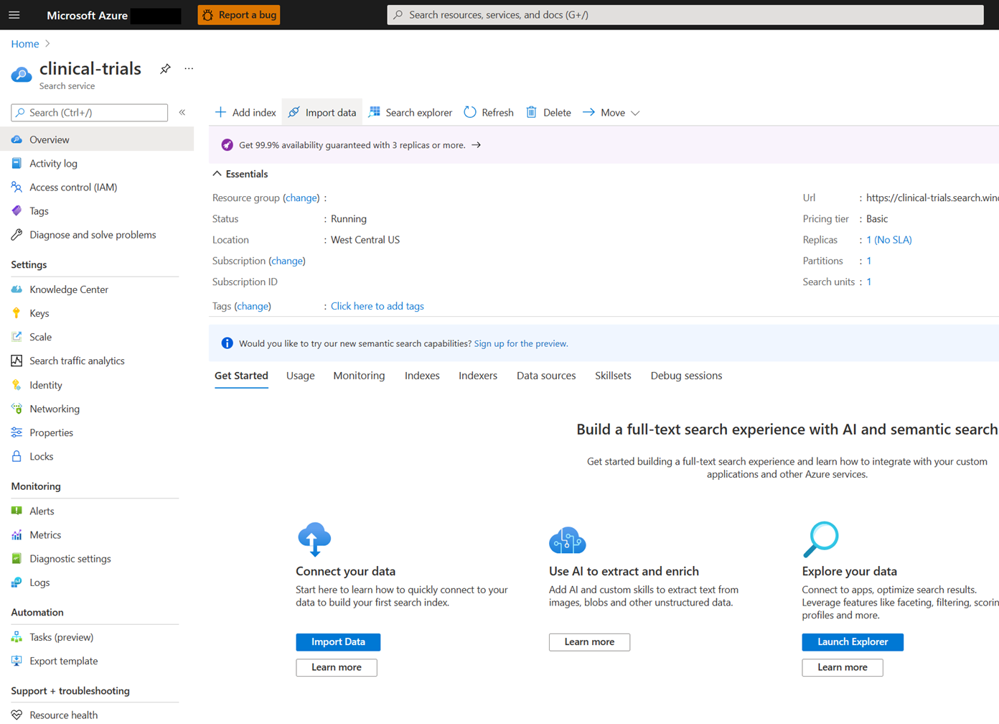 Microsoft Azure
Report a bug
Search resources, services, and docs (G+/)
Home
clinical-trials
Search service
Search (Ctrl+/)
Add index
Import data
Search explorer
Refresh
Delete
Move
Overview
Activity log
Access control (IAM)
Tags
Diagnose and solve problems
Settings
Knowledge Center
Keys
Scale
Search traffic analytics
Identity
Networking
Properties
Locks
Monitoring
Alerts
Metrics
Diagnostic settings
Logs
Automation
Tasks (preview)
Export template
Support + troubleshooting
Resource health
Get 99.9% availability guaranteed with 3 replicas or more.
Essentials
Resource group (change) :
Status : Running
Location : West Central US
Subscription (change)
Subscription ID
Tags (change) : Click here to add tags
Url : https://clinical-trials.search.wind
Pricing tier : Basic
Replicas : 1 (No SLA)
Partitions : 1
Search units : 1
Would you like to try our new semantic search capabilities? Sign up for the preview.
Get Started
Usage
Monitoring
Indexes
Indexers
Data sources
Skillsets
Debug sessions
Build a full-text search experience with AI and semantic search
Get started building a full-text search experience and learn how to integrate with your custom
applications and other Azure services.
Connect your data
Start here to learn how to quickly connect to your
data to build your first search index.
Import Data
Learn more
Use AI to extract and enrich
Add AI and custom skills to extract text from
images, blobs and other unstructured data.
Learn more
Explore your data
Connect to apps, optimize search results.
Leverage features like faceting, filtering, scorin
profiles and more.
Launch Explorer
Learn more